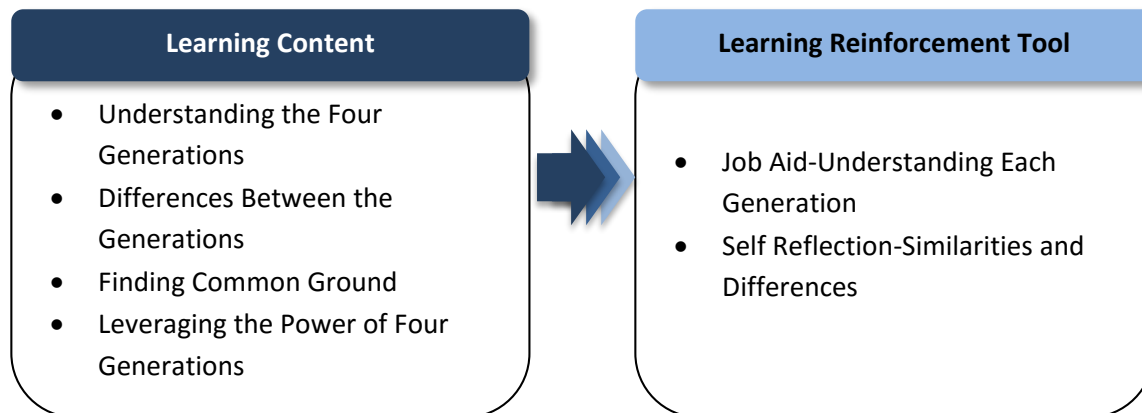 Learning Content
• Understanding the Four
Generations
• Differences Between the
Generations
• Finding Common Ground
• Leveraging the Power of Four
Generations
Learning Reinforcement Tool
• Job Aid-Understanding Each
Generation
• Self Reflection-Similarities and
Differences